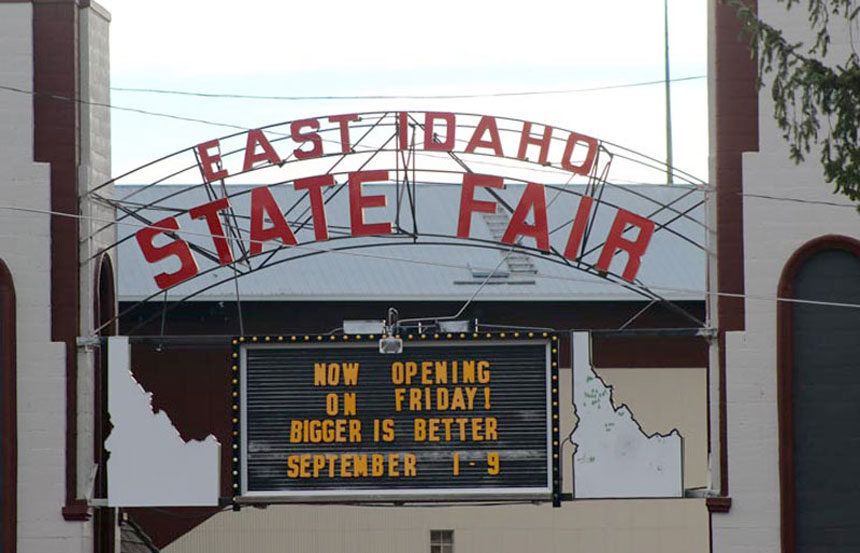 EAST IDAHO
STATE FAIR
NOW OPENING
ON FRIDAY!
BIGGER IS BETTER
SEPTEMBER 1-9